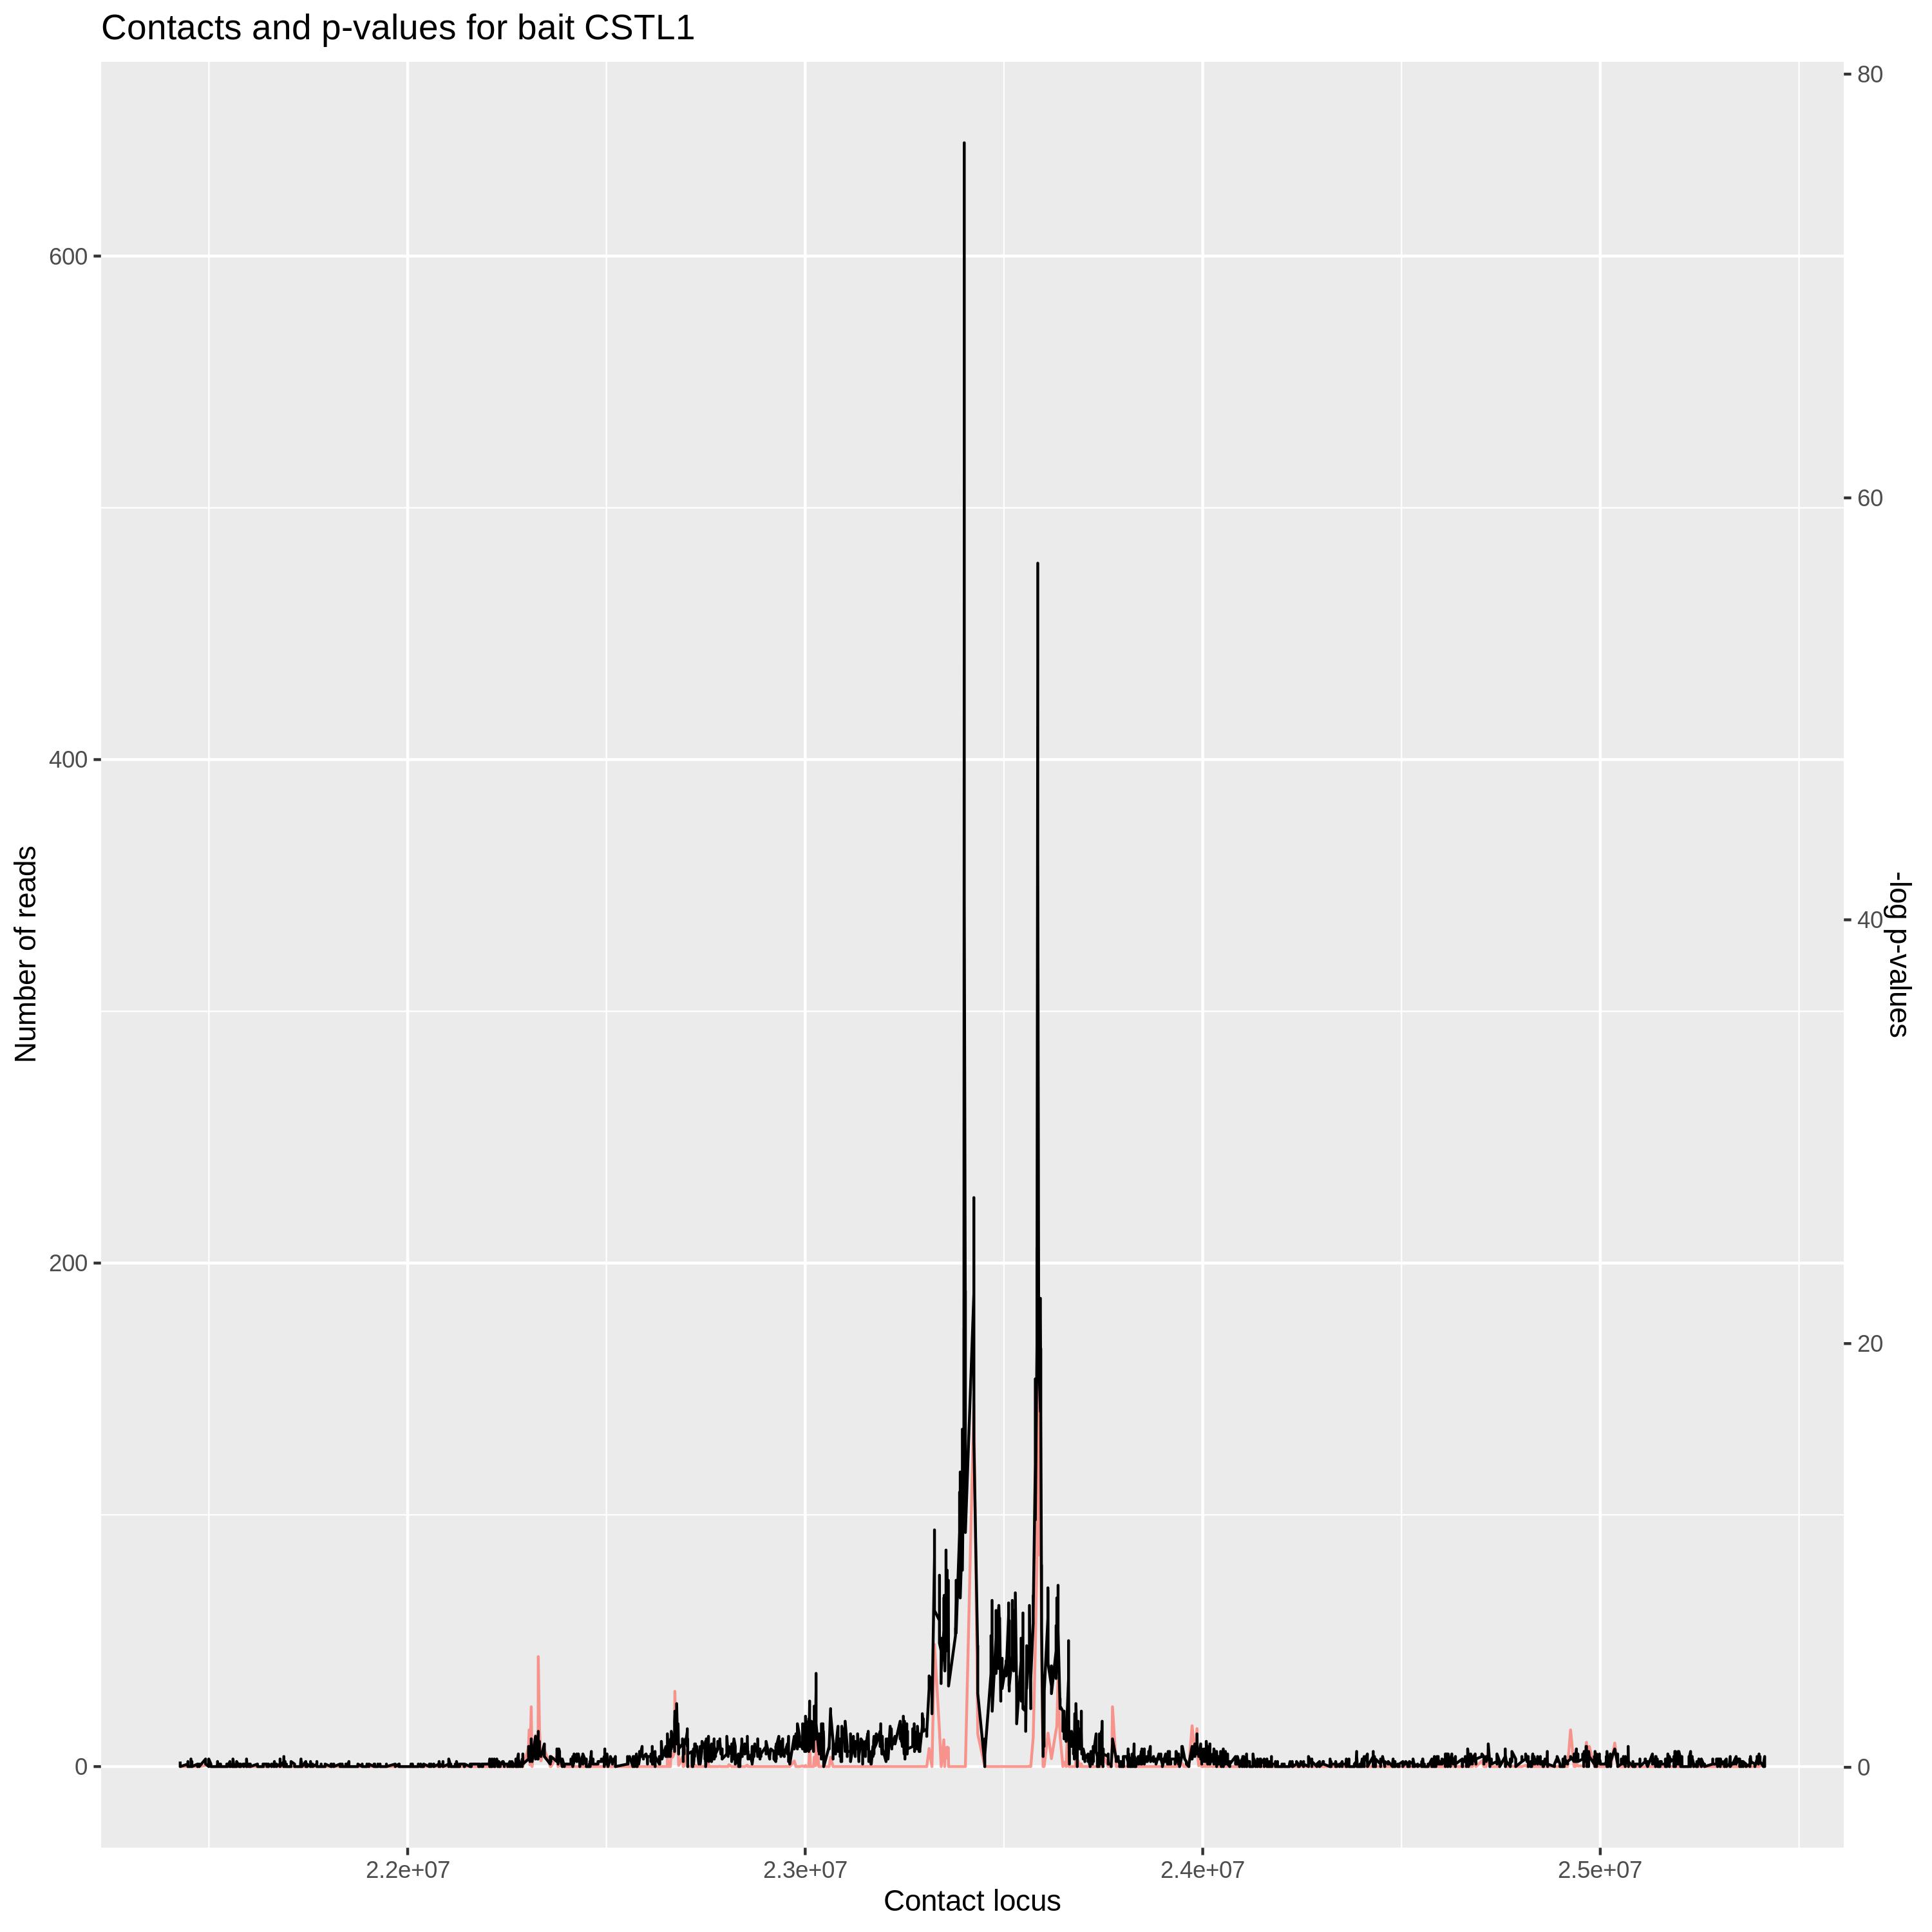 Contacts and p-values for bait CSTL1
80
600
60
400
40
Number of reads
-log p-values
200
20
0
0
2.2e+07
2.3e+07
2.4e+07
2.5e+07
Contact locus